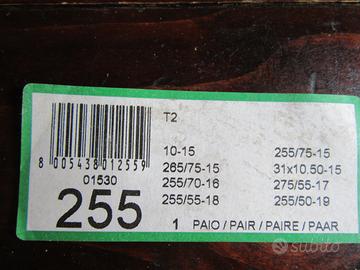 T2
8 005438 012559
01530
255
10-15
265/75-15
255/70-16
255/55-18
255/75-15
31x10.50-15
275/55-17
255/50-19
1 PAIO / PAIR / PAIRE / PAAR
subito